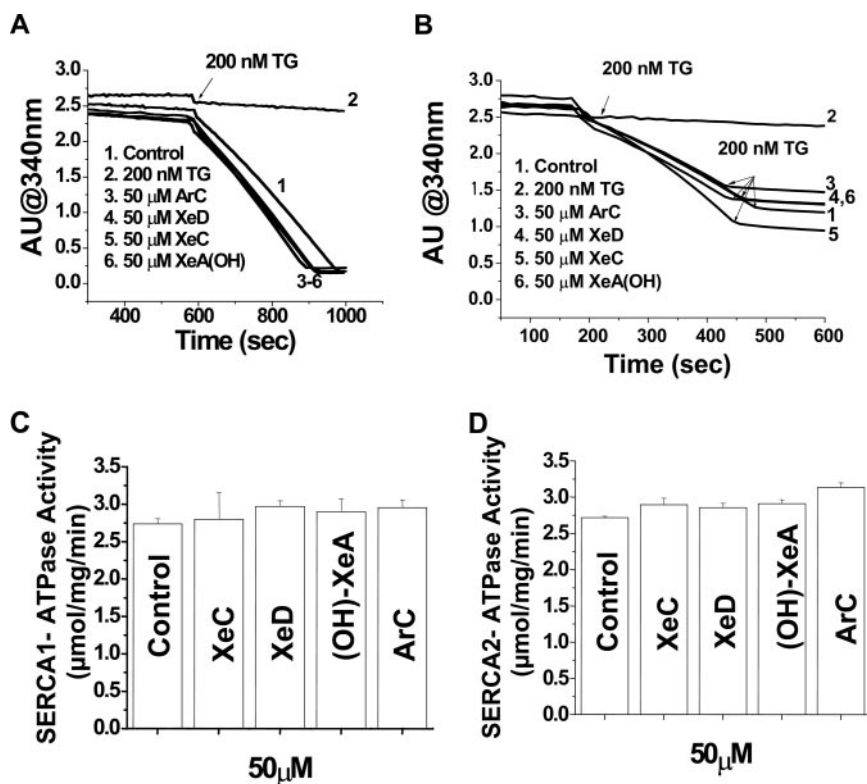 A
200 nM TG
2
3.0
2.5
2.0
1.5
1.0
0.5
0.0
AU@340nm
1. Control
2. 200 nM TG
3. 50 μM ArC
4. 50 μM XeD
5. 50 μM XeC
6. 50 μM XeA(OH)
1
3-6
400 600 800 1000
Time (sec)
B
200 nM TG
2
200 nM TG
3.0
2.5
2.0
1.5
1.0
0.5
0.0
AU @340nm
1. Control
2. 200 nM TG
3. 50 μM ArC
4. 50 μM XeD
5. 50 μM XeC
6. 50 μM XeA(OH)
3
4,6
1
5
100 200 300 400 500 600
Time (sec)
C
SERCA1- ATPase Activity
(μmol/mg/min)
3.5
3.0
2.5
2.0
1.5
1.0
0.5
0.0
Control
XeC
XeD
(OH)-XeA
ArC
50μM
D
SERCA2- ATPase Activity
(μmol/mg/min)
3.5
3.0
2.5
2.0
1.5
1.0
0.5
0.0
Control
XeC
XeD
(OH)-XeA
ArC
50μM